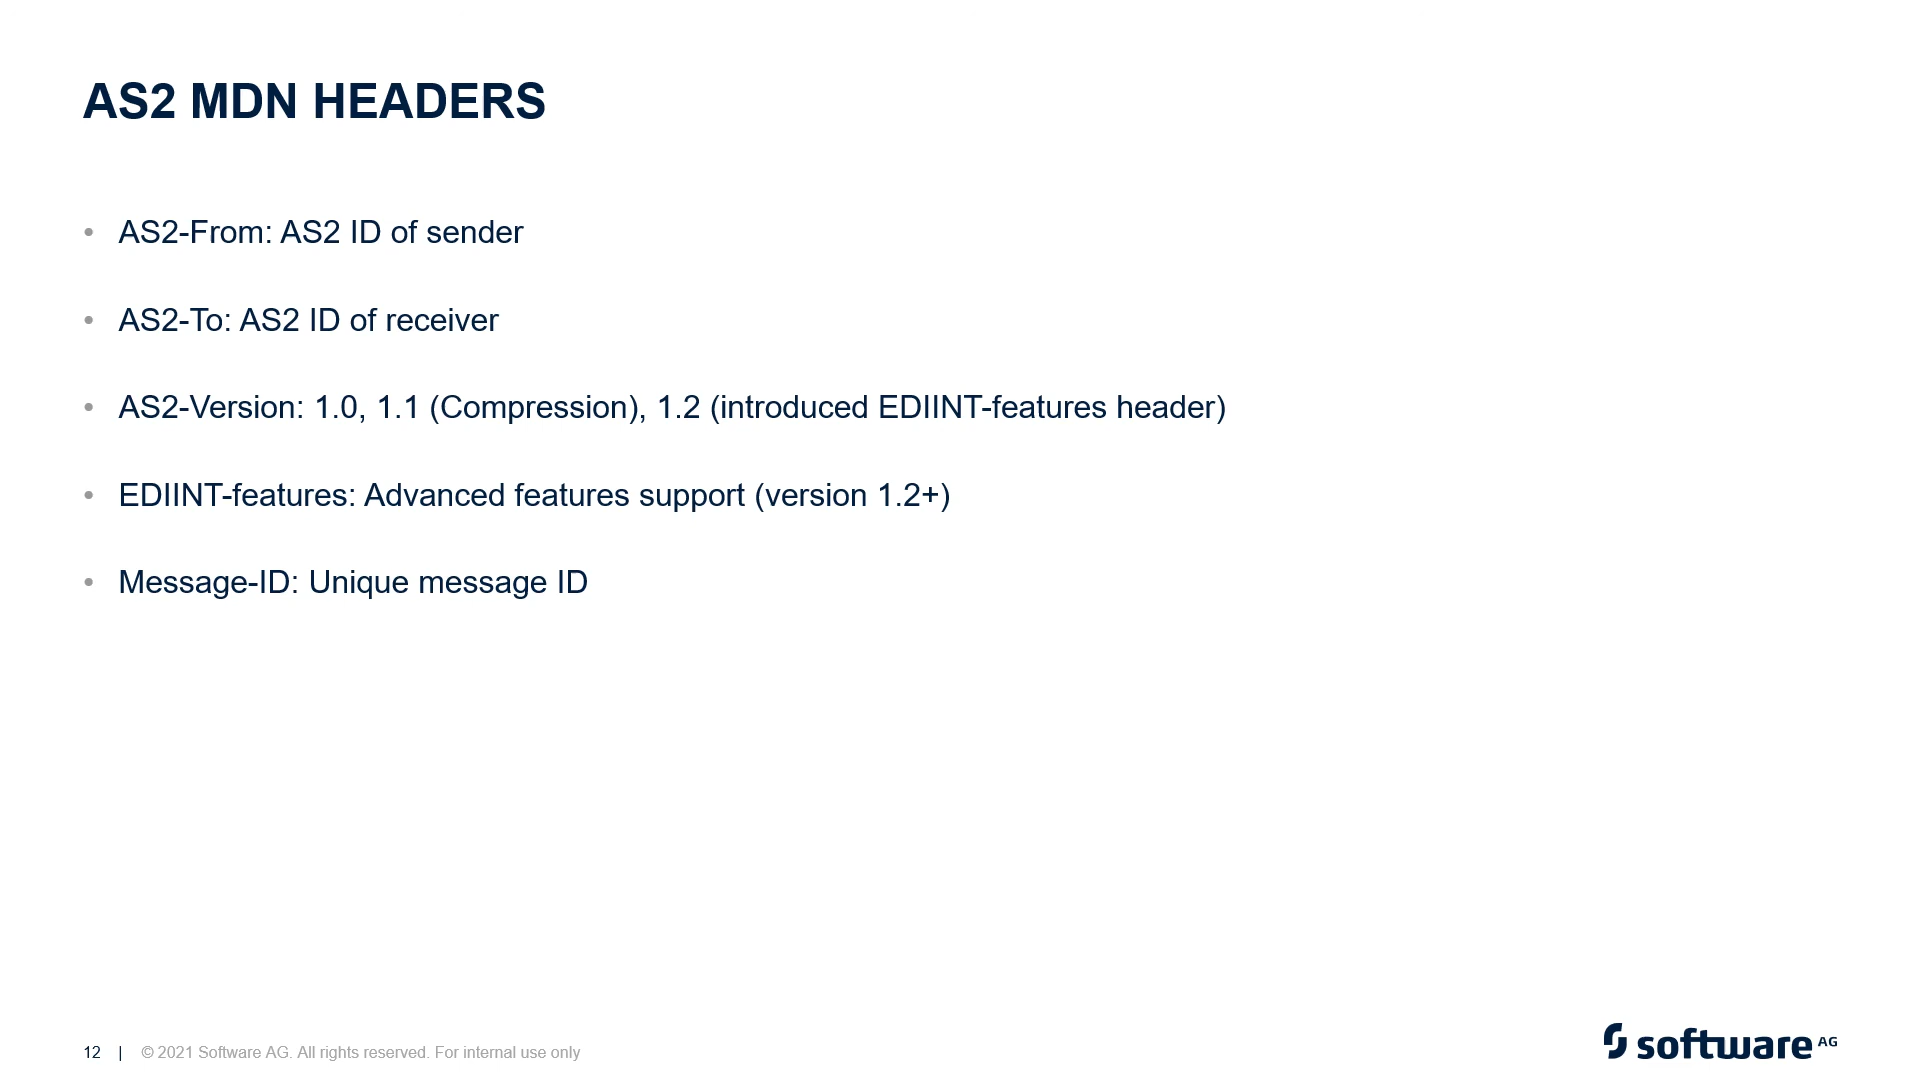 AS2 MDN HEADERS
• AS2-From: AS2 ID of sender
• AS2-To: AS2 ID of receiver
• AS2-Version: 1.0, 1.1 (Compression), 1.2 (introduced EDIINT-features header)
• EDIINT-features: Advanced features support (version 1.2+)
• Message-ID: Unique message ID
12 | © 2021 Software AG. All rights reserved. For internal use only
software AG